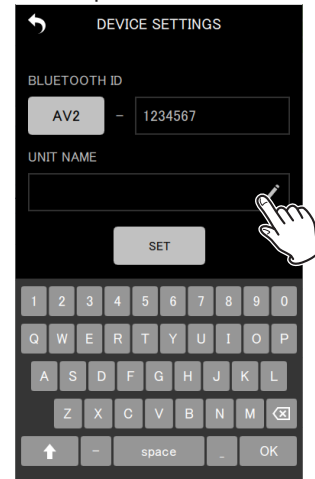 DEVICE SETTINGS
BLUETOOTH ID
AV2 - 1234567
UNIT NAME
SET
1 2 3 4 5 6 7 8 9 0
Q W E R T Y U I O P
A S D F G H J K L
Z X C V B N M
- space _ OK